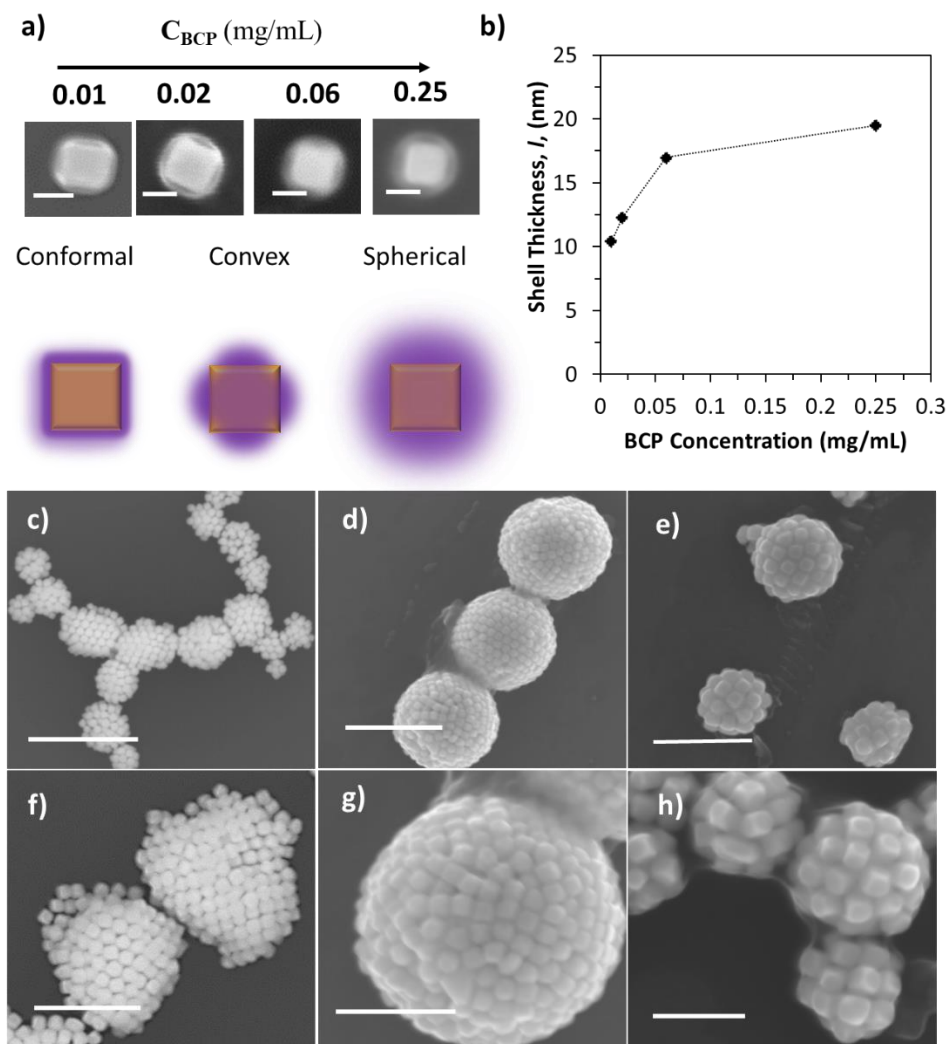 a)
C_BCP (mg/mL)
0.01 0.02 0.06 0.25
Conformal Convex Spherical
b)
25
20
15
10
5
0
0 0.05 0.1 0.15 0.2 0.25 0.3
Shell Thickness, l, (nm)
BCP Concentration (mg/mL)
c)
d)
e)
f)
g)
h)